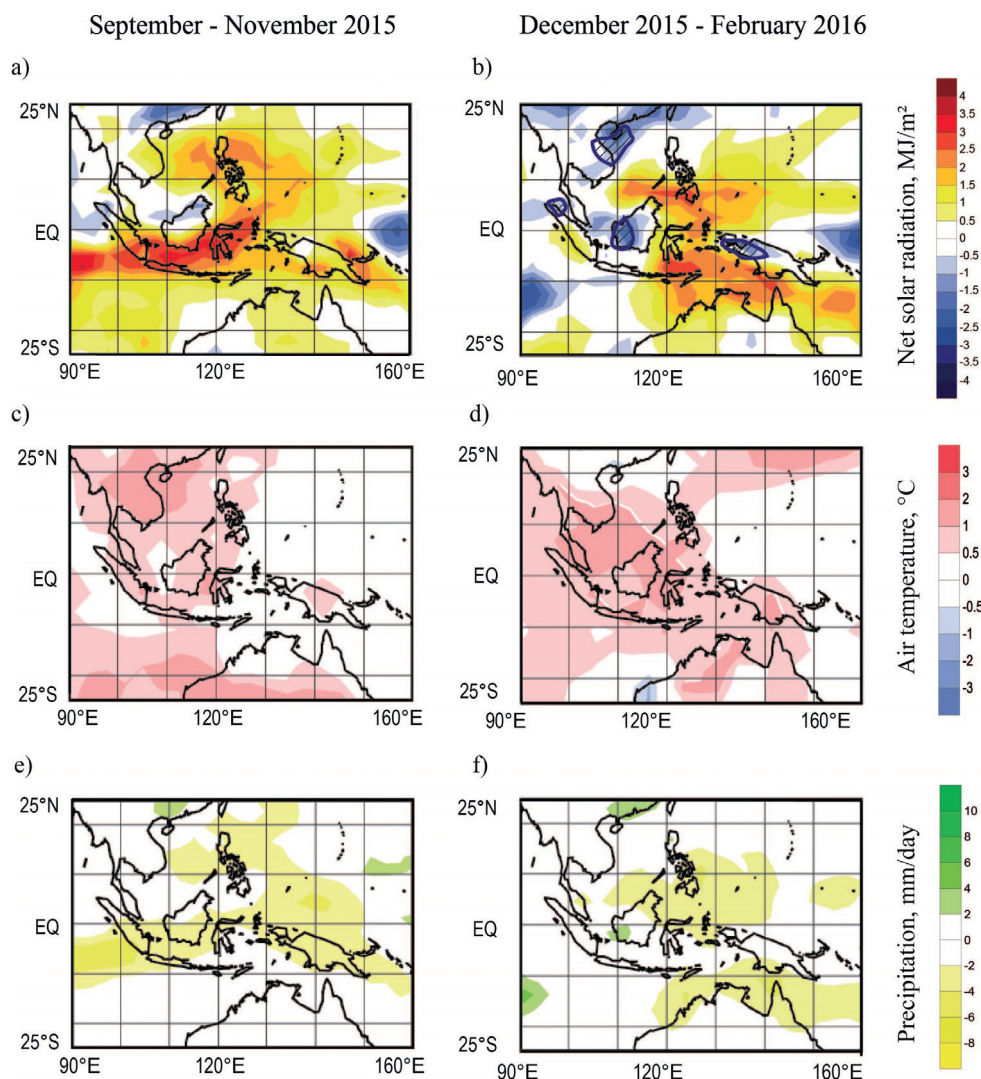 September - November 2015
December 2015 - February 2016
a)
b)
25°N
EQ
25°S
90°E
120°E
160°E
25°N
EQ
25°S
90°E
120°E
160°E
4
3.5
3
2.5
2
1.5
1
0.5
0
-0.5
-1
-1.5
-2
-2.5
-3
-3.5
-4
Net solar radiation, MJ/m²
c)
d)
25°N
EQ
25°S
90°E
120°E
160°E
25°N
EQ
25°S
90°E
120°E
160°E
3
2
1
0.5
0
-0.5
-1
-2
-3
Air temperature, °C
e)
f)
25°N
EQ
25°S
90°E
120°E
160°E
25°N
EQ
25°S
90°E
120°E
160°E
10
8
6
4
2
0
-2
-4
-6
-8
Precipitation, mm/day